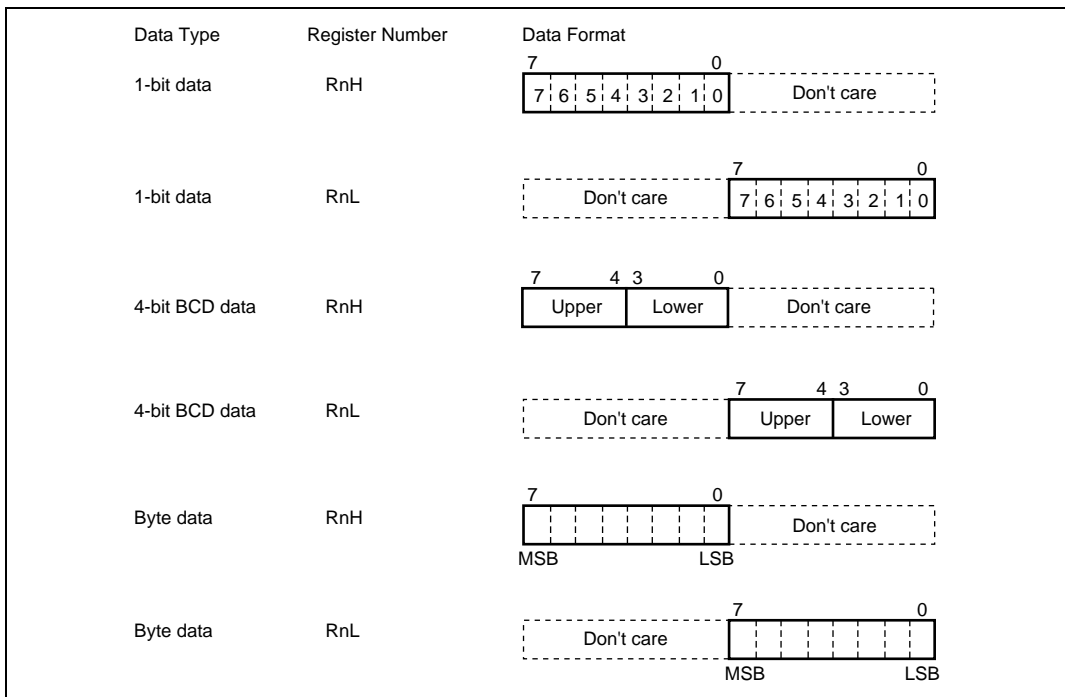 Data Type Register Number Data Format
7 0
1-bit data RnH 7 6 5 4 3 2 1 0 Don't care
7 0
1-bit data RnL Don't care 7 6 5 4 3 2 1 0
7 4 3 0
4-bit BCD data RnH Upper Lower Don't care
7 4 3 0
4-bit BCD data RnL Don't care Upper Lower
7 0
Byte data RnH Don't care
MSB LSB
7 0
Byte data RnL Don't care
MSB LSB